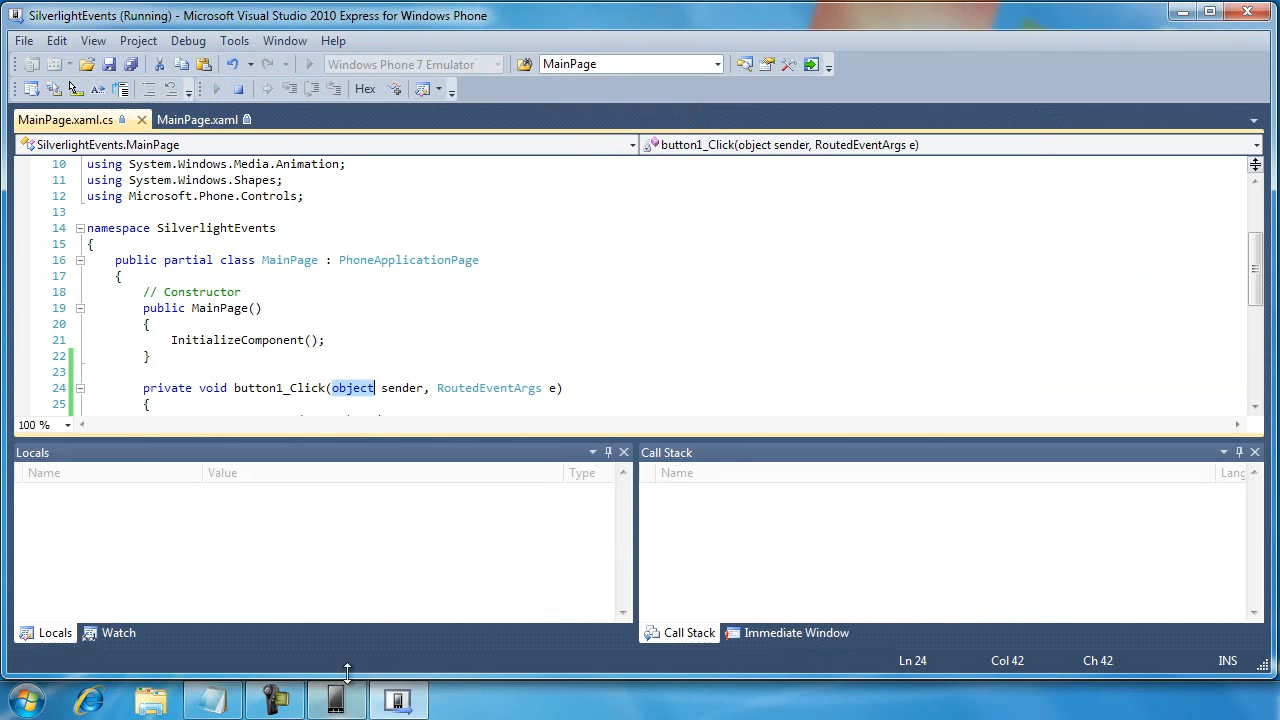 SilverlightEvents (Running) - Microsoft Visual Studio 2010 Express for Windows Phone
File Edit View Project Debug Tools Window Help
Windows Phone 7 Emulator MainPage
Hex
MainPage.xaml.cs MainPage.xaml
SilverlightEvents.MainPage button1_Click(object sender, RoutedEventArgs e)
10 using System.Windows.Media.Animation;
11 using System.Windows.Shapes;
12 using Microsoft.Phone.Controls;
13
14 namespace SilverlightEvents
15 {
16 public partial class MainPage : PhoneApplicationPage
17 {
18 // Constructor
19 public MainPage()
20 {
21 InitializeComponent();
22 }
23
24 private void button1_Click(object sender, RoutedEventArgs e)
25 {
100 %
Locals Call Stack
Name Value Type Name Lang
Locals Watch Call Stack Immediate Window
Ln 24 Col 42 Ch 42 INS